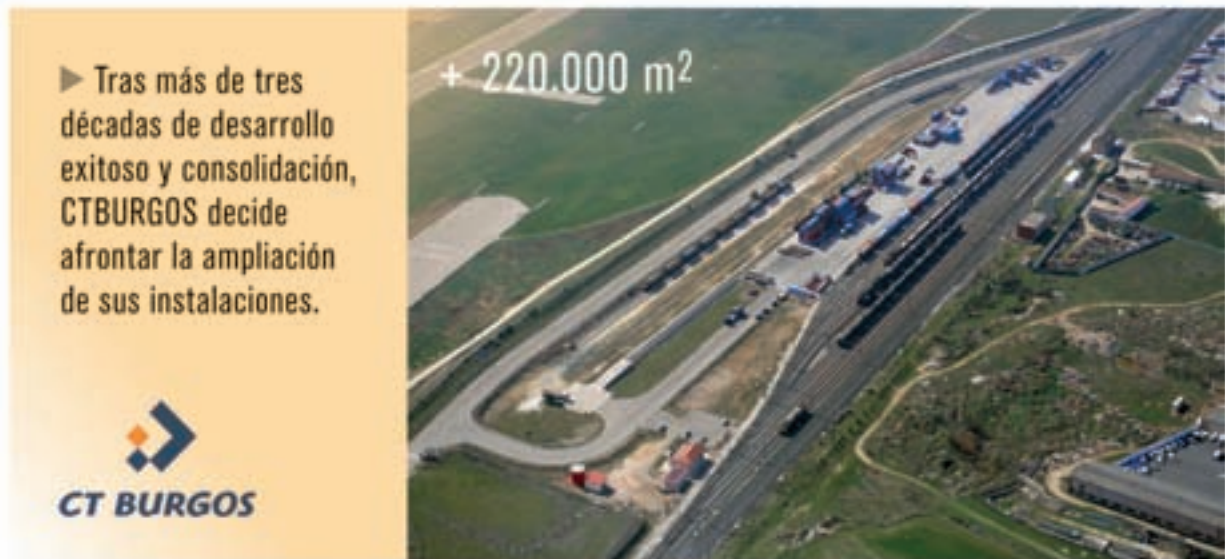 ▶ Tras más de tres
décadas de desarrollo
exitoso y consolidación,
CTBURGOS decide
afrontar la ampliación
de sus instalaciones.
CT BURGOS
+ 220.000 m²